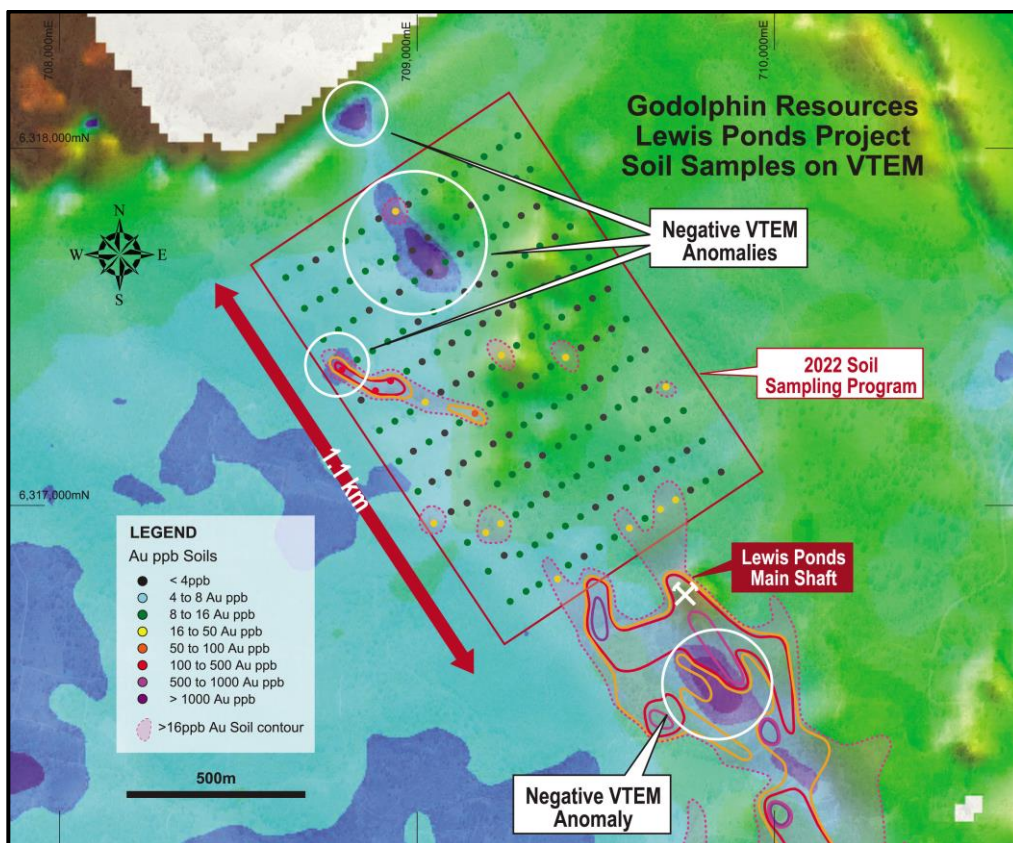 708,000mE
709,000mE
710,000mE
Godolphin Resources
Lewis Ponds Project
Soil Samples on VTEM
6,318,000mN
N
W
E
S
Negative VTEM
Anomalies
2022 Soil
Sampling Program
1.1 km
6,317,000mN
LEGEND
Au ppb Soils
< 4ppb
4 to 8 Au ppb
8 to 16 Au ppb
16 to 50 Au ppb
50 to 100 Au ppb
100 to 500 Au ppb
500 to 1000 Au ppb
> 1000 Au ppb
>16ppb Au Soil contour
500m
Lewis Ponds
Main Shaft
Negative VTEM
Anomaly